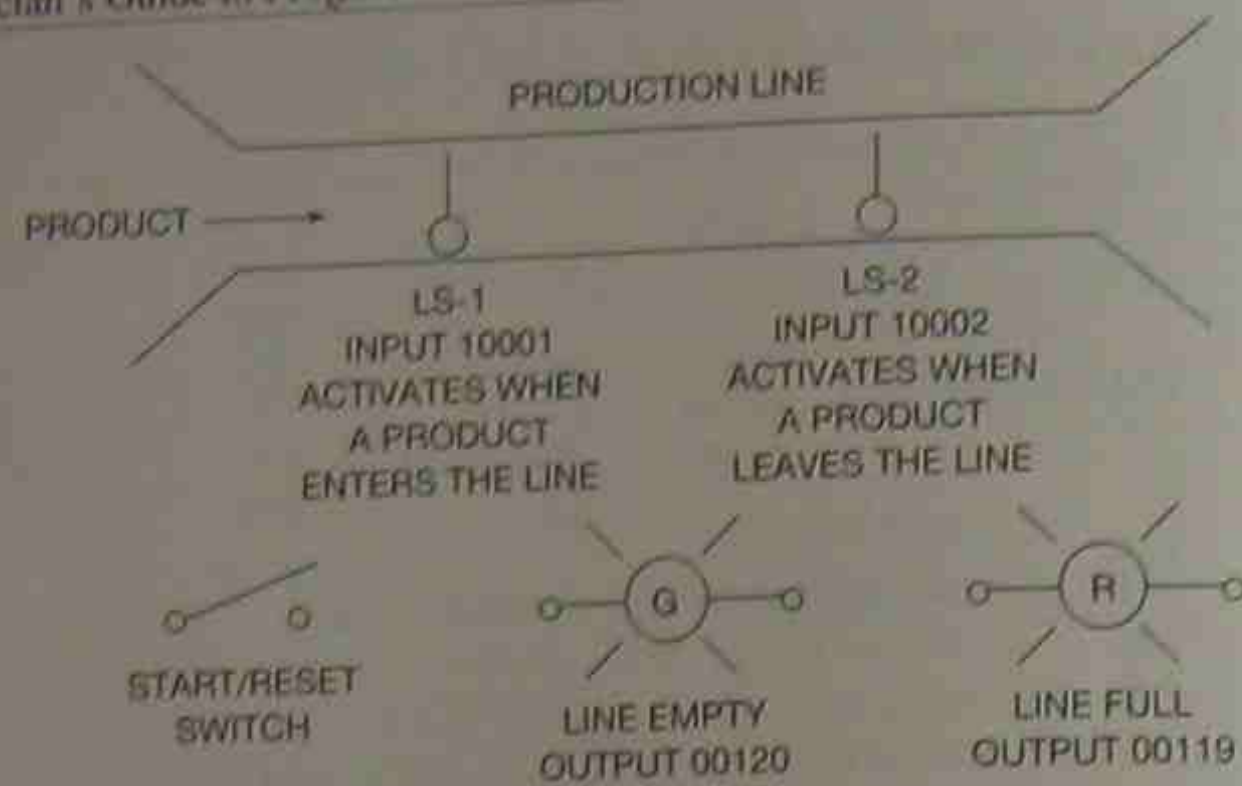 Guide
PRODUCTION LINE
PRODUCT
LS-1
INPUT 10001
ACTIVATES WHEN
A PRODUCT
ENTERS THE LINE
LS-2
INPUT 10002
ACTIVATES WHEN
A PRODUCT
LEAVES THE LINE
START/RESET
SWITCH
G
LINE EMPTY
OUTPUT 00120
R
LINE FULL
OUTPUT 00119